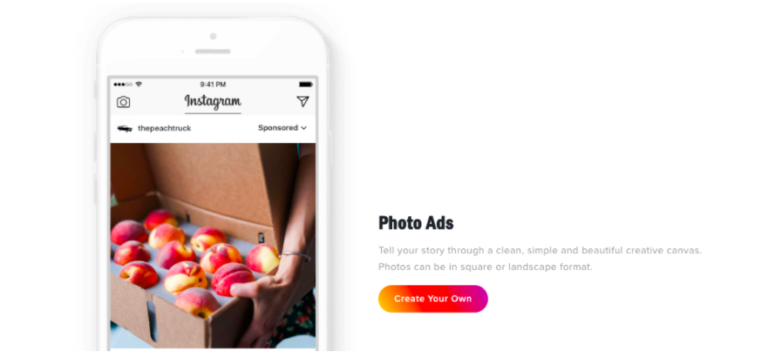 9:41 PM
Instagram
thepeachtruck Sponsored
Photo Ads
Tell your story through a clean, simple and beautiful creative canvas.
Photos can be in square or landscape format.
Create Your Own